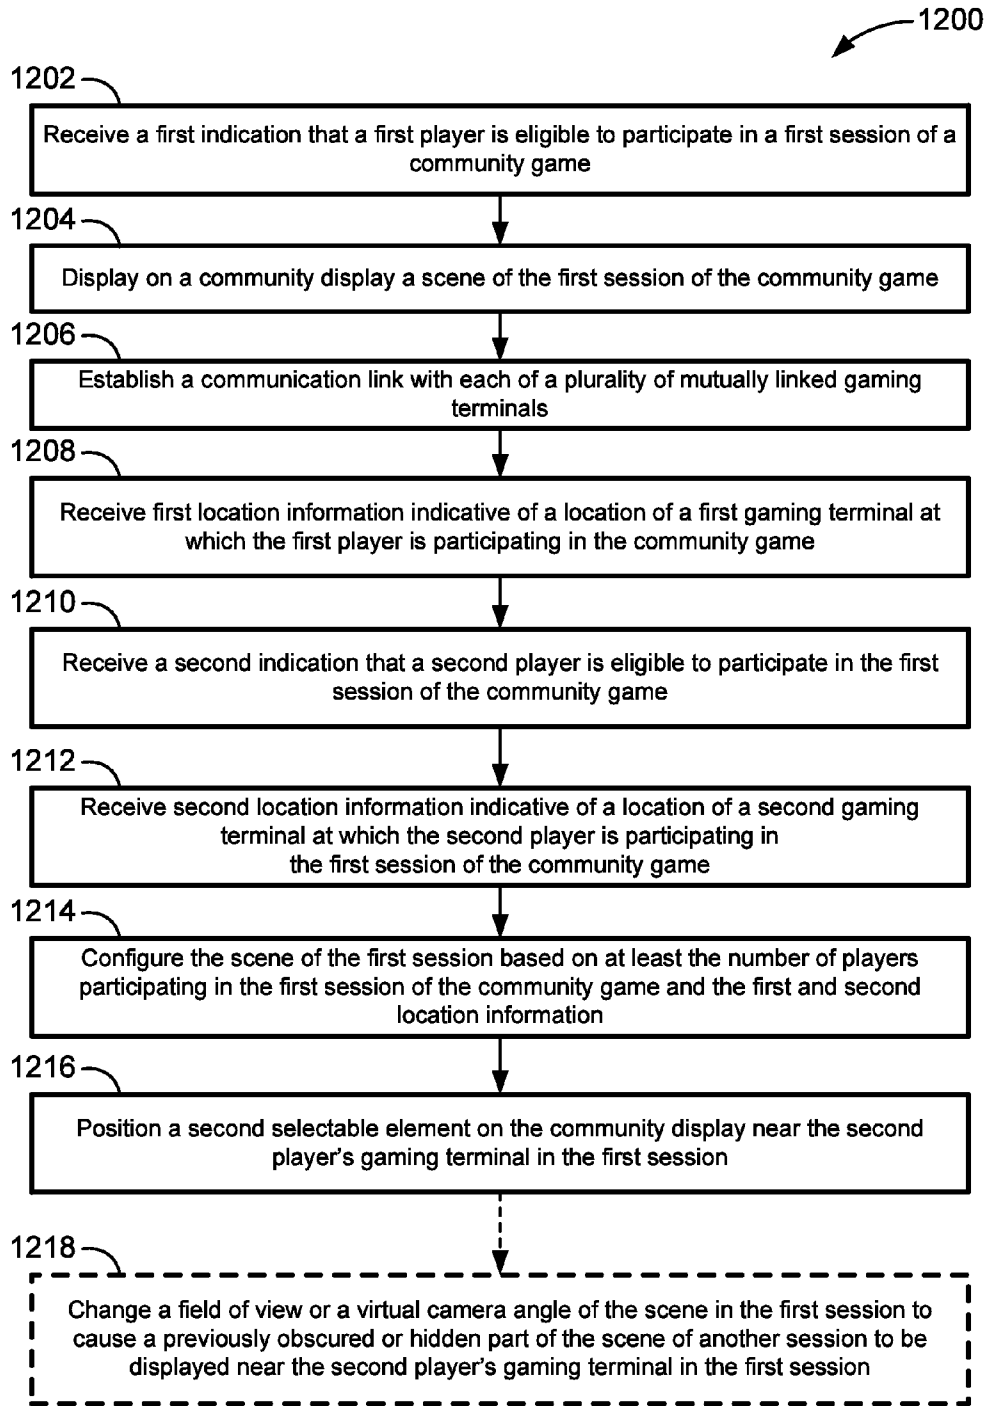 1200
1202
Receive a first indication that a first player is eligible to participate in a first session of a
community game
1204
Display on a community display a scene of the first session of the community game
1206
Establish a communication link with each of a plurality of mutually linked gaming
terminals
1208
Receive first location information indicative of a location of a first gaming terminal at
which the first player is participating in the community game
1210
Receive a second indication that a second player is eligible to participate in the first
session of the community game
1212
Receive second location information indicative of a location of a second gaming
terminal at which the second player is participating in
the first session of the community game
1214
Configure the scene of the first session based on at least the number of players
participating in the first session of the community game and the first and second
location information
1216
Position a second selectable element on the community display near the second
player's gaming terminal in the first session
1218
Change a field of view or a virtual camera angle of the scene in the first session to
cause a previously obscured or hidden part of the scene of another session to be
displayed near the second player's gaming terminal in the first session